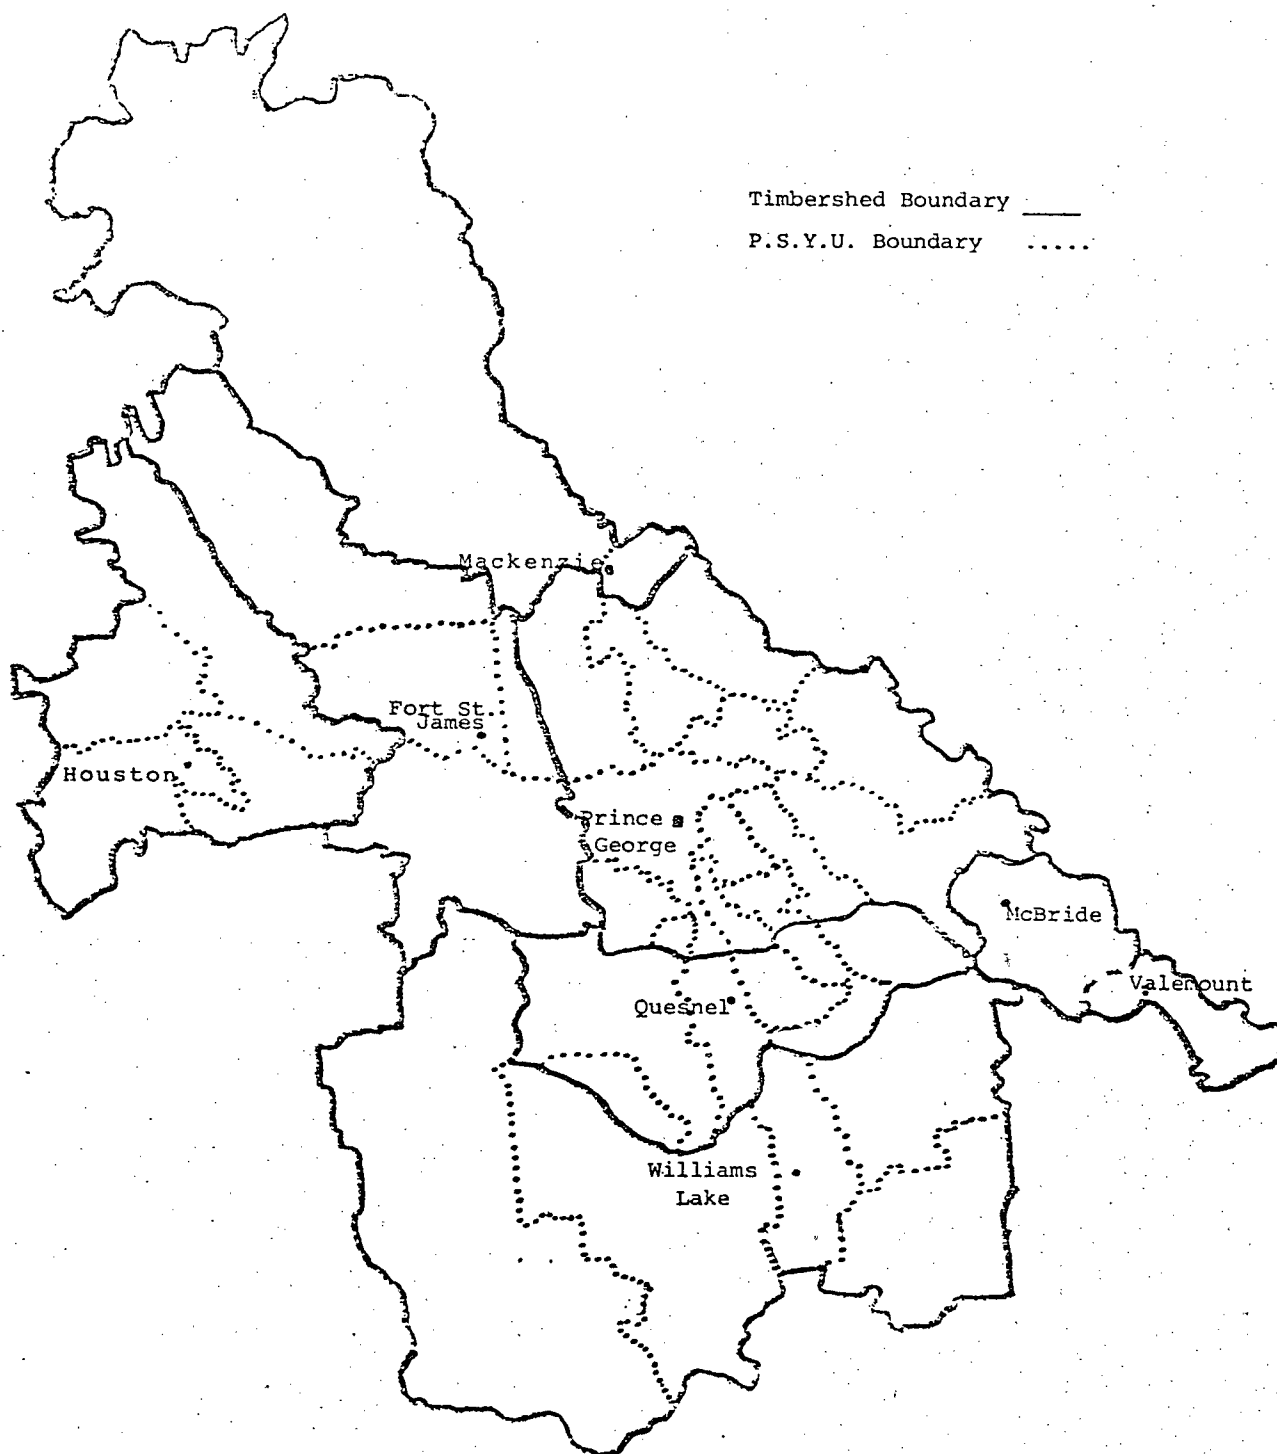 Timbershed Boundary
P.S.Y.U. Boundary
Mackenzie
Fort St.
James
Houston
Prince
George
McBride
Valemount
Quesnel
Williams
Lake